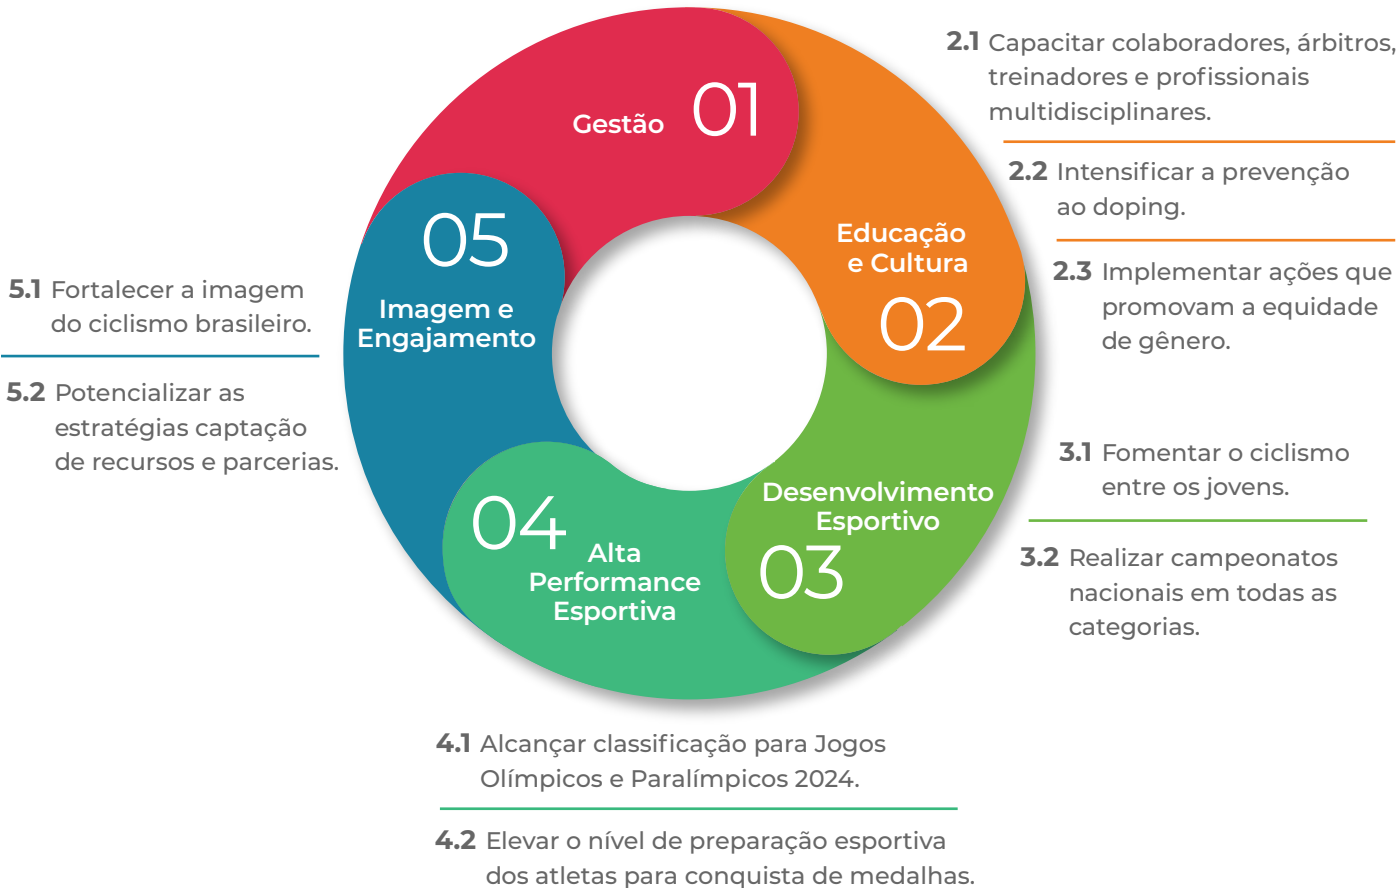 Gestão 01
Educação
e Cultura
02
Desenvolvimento
Esportivo
03
04
Alta
Performance
Esportiva
05
Imagem e
Engajamento
2.1 Capacitar colaboradores, árbitros,
treinadores e profissionais
multidisciplinares.
2.2 Intensificar a prevenção
ao doping.
2.3 Implementar ações que
promovam a equidade
de gênero.
3.1 Fomentar o ciclismo
entre os jovens.
3.2 Realizar campeonatos
nacionais em todas as
categorias.
4.1 Alcançar classificação para Jogos
Olímpicos e Paralímpicos 2024.
4.2 Elevar o nível de preparação esportiva
dos atletas para conquista de medalhas.
5.1 Fortalecer a imagem
do ciclismo brasileiro.
5.2 Potencializar as
estratégias captação
de recursos e parcerias.